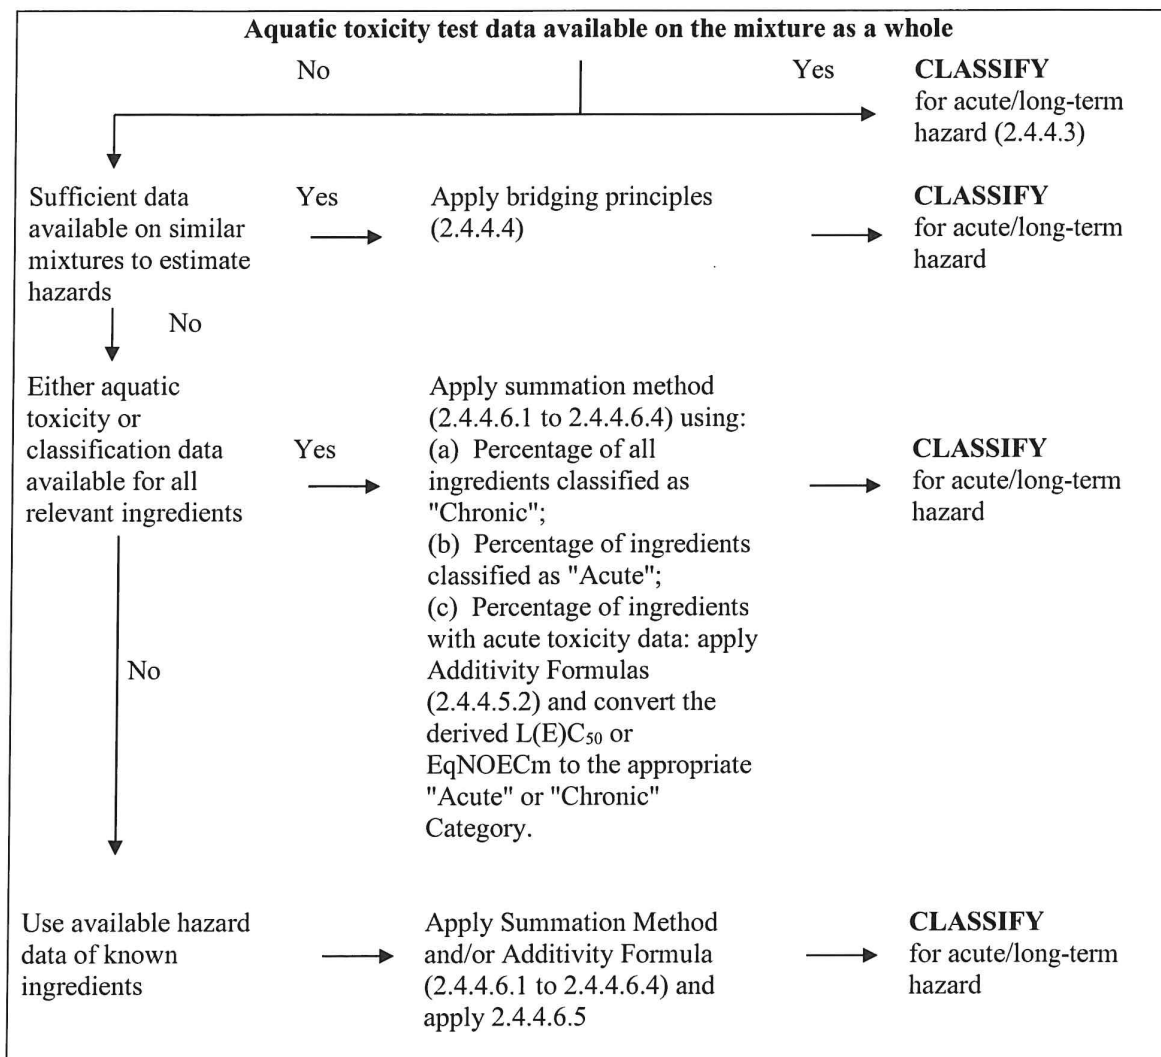 Aquatic toxicity test data available on the mixture as a whole
No
Yes
CLASSIFY
for acute/long-term
hazard (2.4.4.3)
Sufficient data
available on similar
mixtures to estimate
hazards
Yes
Apply bridging principles
(2.4.4.4)
CLASSIFY
for acute/long-term
hazard
No
Either aquatic
toxicity or
classification data
available for all
relevant ingredients
Yes
Apply summation method
(2.4.4.6.1 to 2.4.4.6.4) using:
(a) Percentage of all
ingredients classified as
"Chronic";
(b) Percentage of ingredients
classified as "Acute";
(c) Percentage of ingredients
with acute toxicity data: apply
Additivity Formulas
(2.4.4.5.2) and convert the
derived L(E)C₅₀ or
EqNOECm to the appropriate
"Acute" or "Chronic"
Category.
CLASSIFY
for acute/long-term
hazard
No
Use available hazard
data of known
ingredients
Apply Summation Method
and/or Additivity Formula
(2.4.4.6.1 to 2.4.4.6.4) and
apply 2.4.4.6.5
CLASSIFY
for acute/long-term
hazard